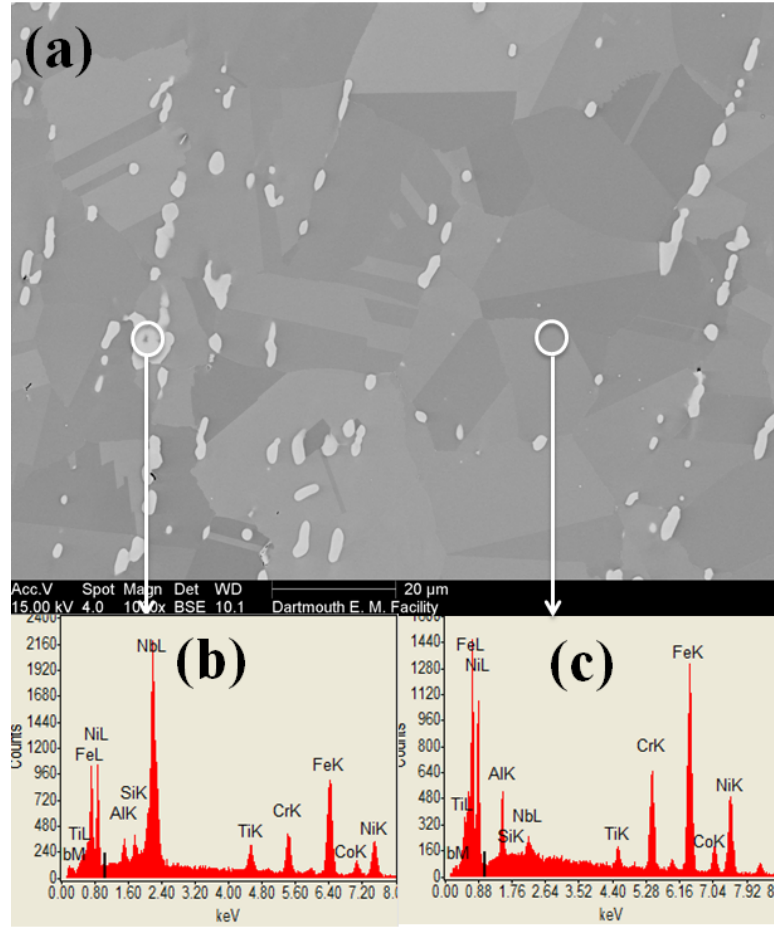 (a)
Acc.V Spot Magn Det WD 20 μm
15.00 kV 4.0 BSE 10.1 Dartmouth E. M. Facility
(b)
2400
2160
1920
1680
1440
1200
960
720
480
240
0
Counts
bM
TiL
FeL
NiL
AlK
SiK
NbL
TiK
CrK
FeK
CoK
NiK
0.00 0.80 1.60 2.40 3.20 4.00 4.80 5.60 6.40 7.20 8.0
keV
(c)
1440
1280
1120
960
800
640
480
320
160
0
Counts
bM
TiL
FeL
NiL
AlK
SiK
NbL
TiK
CrK
FeK
CoK
NiK
0.00 0.88 1.76 2.64 3.52 4.40 5.28 6.16 7.04 7.92 8.8
keV